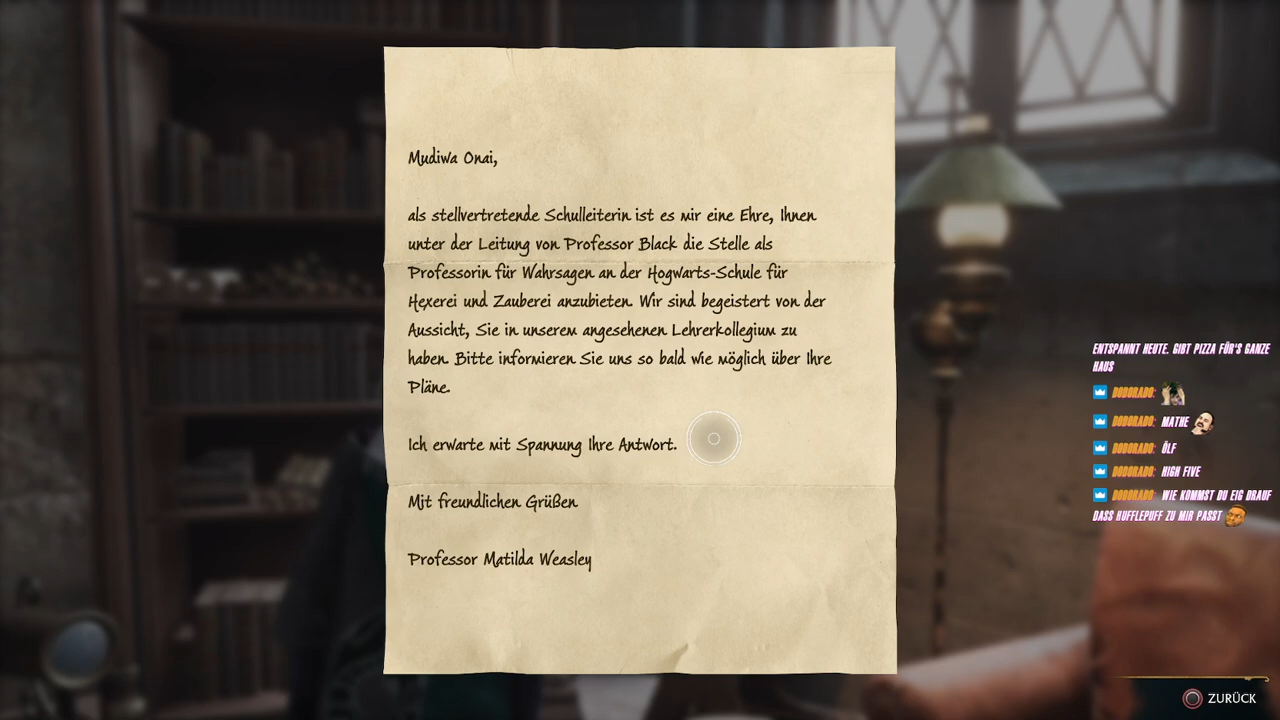 Mudiwa Onai,
als stellvertretende Schulleiterin ist es mir eine Ehre, Ihnen
unter der Leitung von Professor Black die Stelle als
Professorin für Wahrsagen an der Hogwarts-Schule für
Hexerei und Zauberei anzubieten. Wir sind begeistert von der
Aussicht, Sie in unserem angesehenen Lehrerkollegium zu
haben. Bitte informieren Sie uns so bald wie möglich über Ihre
Pläne.
Ich erwarte mit Spannung Ihre Antwort.
Mit freundlichen Grüßen
Professor Matilda Weasley
ENTSPANNT HEUTE. GIBT PIZZA FÜR'S GANZE
HAUS
DOBORADO:
DOBORADO: MATHE
DOBORADO: ÖLF
DOBORADO: HIGH FIVE
DOBORADO: WIE KOMMST DU EIG DRAUF
DASS HUFFLEPUFF ZU MIR PASST
ZURÜCK